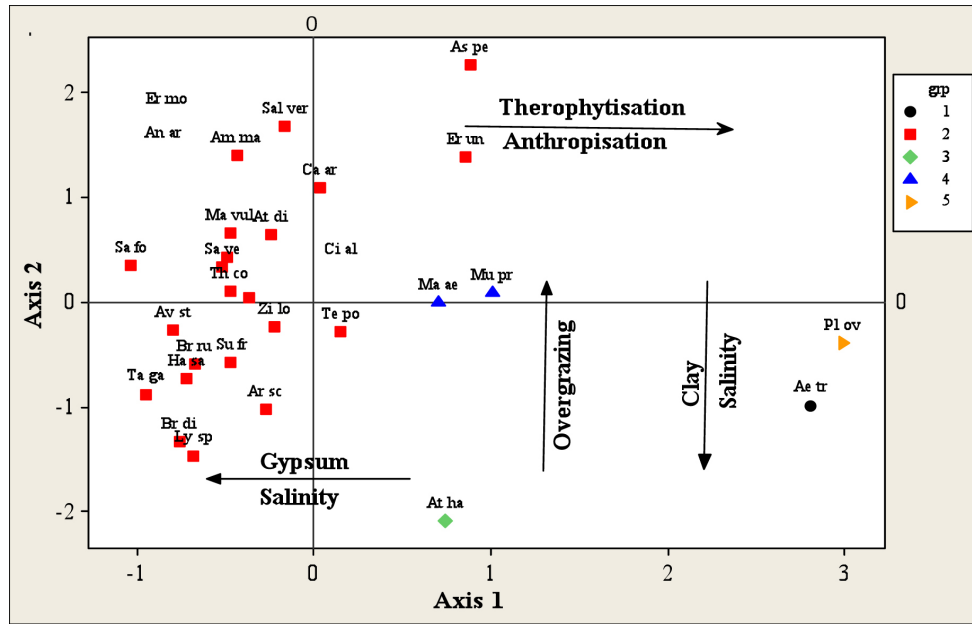 0
As pe
2
Er mo
Sal ver
Therophytisation
grp
1
2
3
4
5
An ar
Am ma
Er un
Anthropisation
Ca ar
1
Ma vul
At di
Sa fo
Sa ve
Ci al
Th co
Ma ae
Mu pr
0
0
Av st
Zi lo
Te po
Pl ov
Br ru
Su fr
Ha sa
Ta ga
Ar sc
Ae tr
Overgrazing
Clay
Salinity
-1
Br di
Ly sp
Gypsum
Salinity
At ha
-2
Axis 2
-1
0
1
2
3
Axis 1